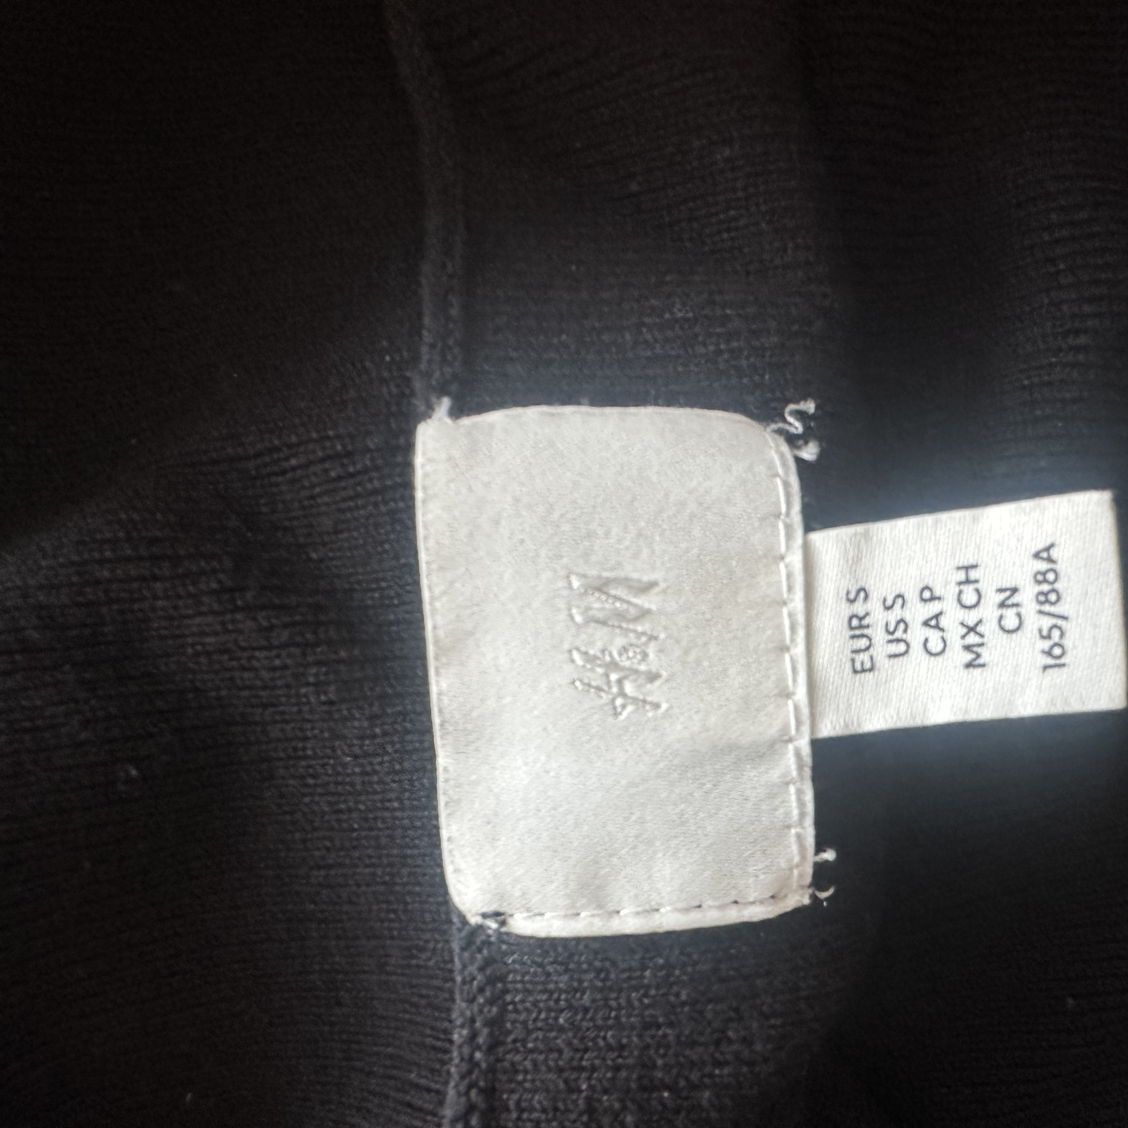 H&M
EUR S
US S
CA P
MX CH
CN
165/88A